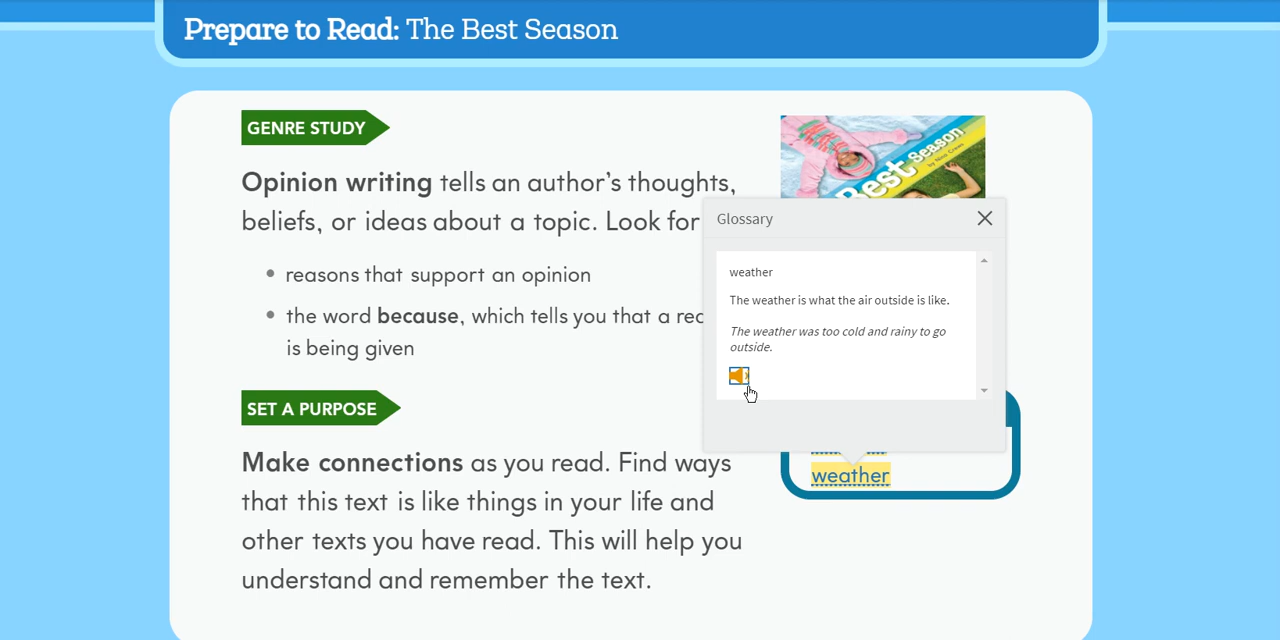 Prepare to Read: The Best Season
GENRE STUDY
Opinion writing tells an author's thoughts,
beliefs, or ideas about a topic. Look for
reasons that support an opinion
the word because, which tells you that a
is being given
SET A PURPOSE
Make connections as you read. Find ways
that this text is like things in your life and
other texts you have read. This will help you
understand and remember the text.
Best Season
by Nina Crews
Glossary
weather
The weather is what the air outside is like.
The weather was too cold and rainy to go
outside.
weather